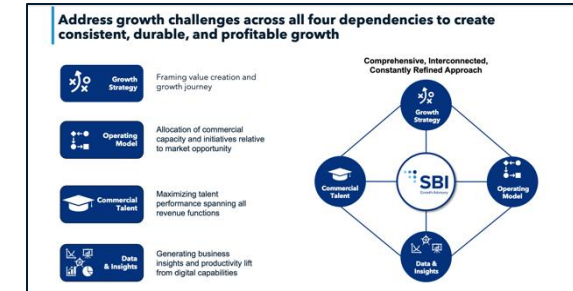 Address growth challenges across all four dependencies to create
consistent, durable, and profitable growth
Growth
Strategy
Framing value creation and
growth journey
Operating
Model
Allocation of commercial
capacity and initiatives relative
to market opportunity
Commercial
Talent
Maximizing talent
performance spanning all
revenue functions
Data
& Insights
Generating business
insights and productivity lift
from digital capabilities
Comprehensive, Interconnected,
Constantly Refined Approach,
Growth
Strategy
Commercial
Talent
SBI
Growth Advisory
Operating
Model
Data &
Insights